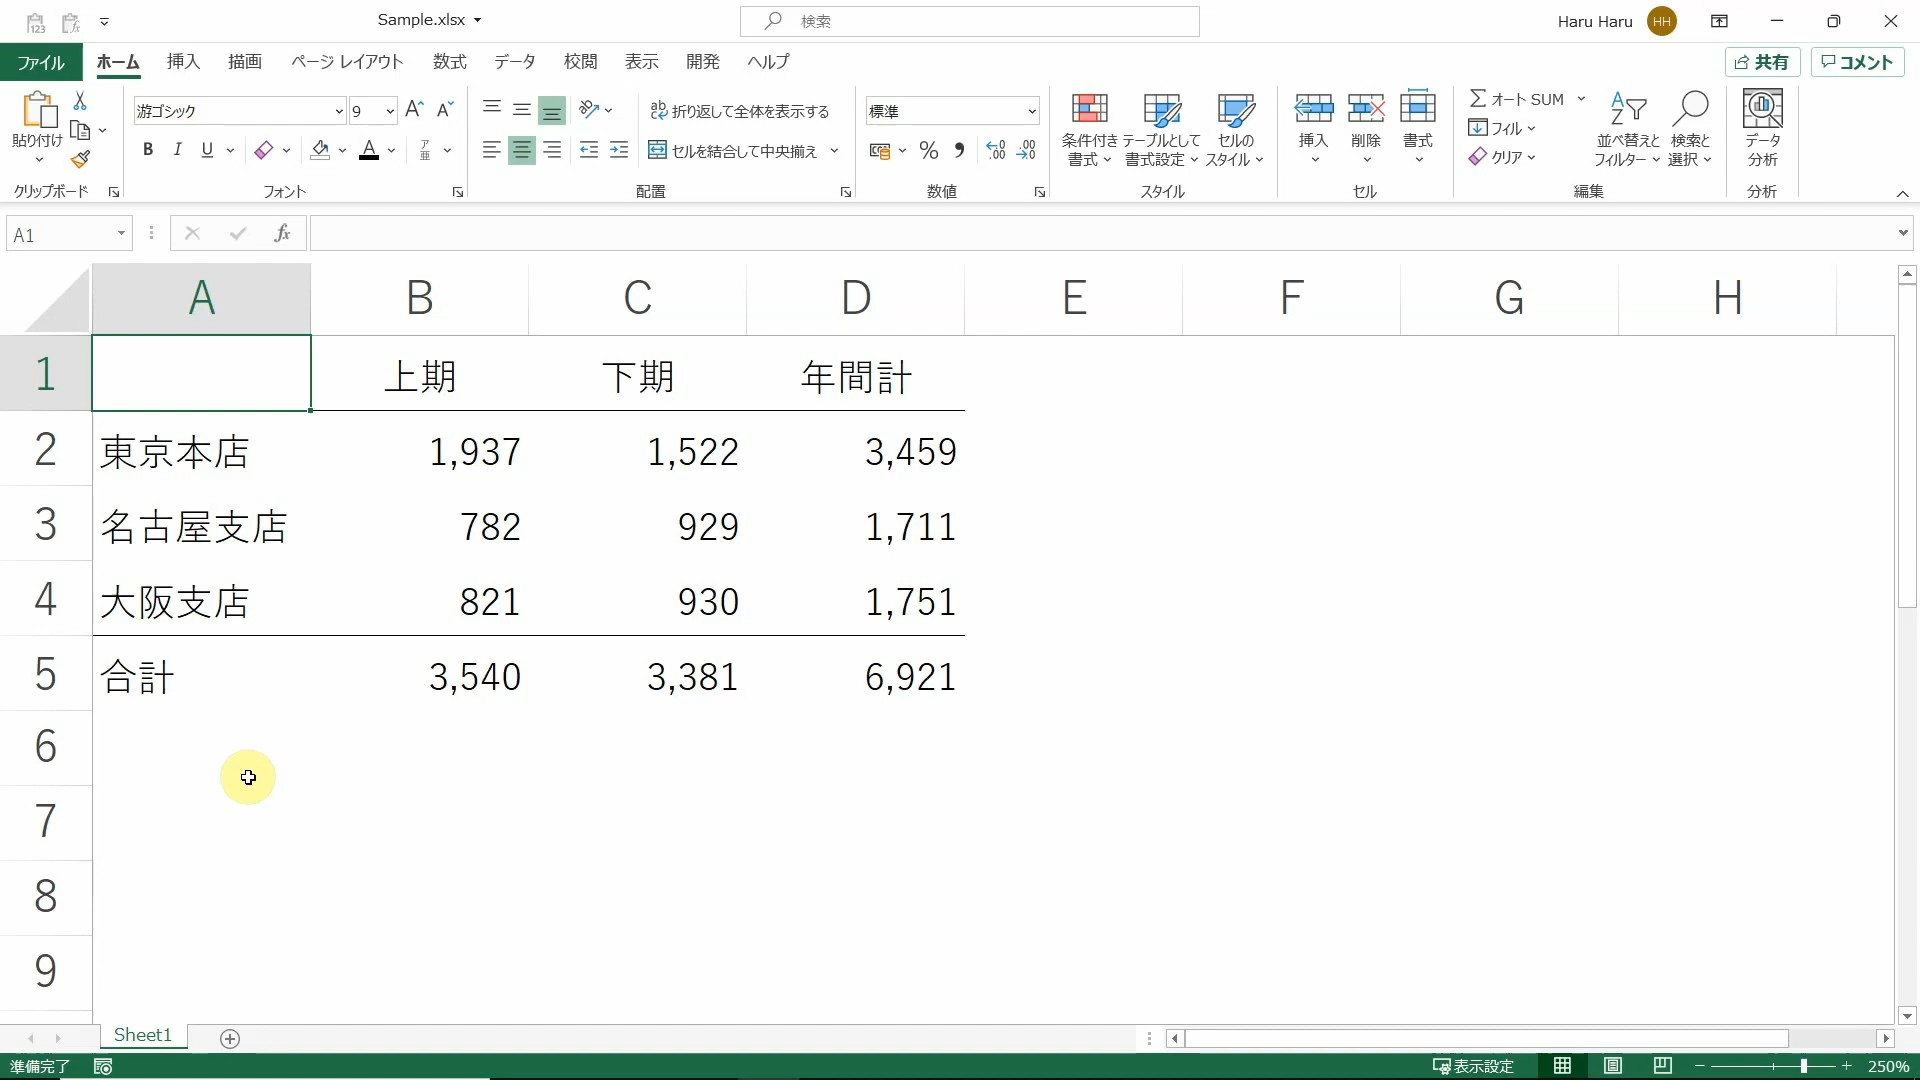 Sample.xlsx
検索
Haru Haru
HH
ファイル
ホーム
挿入
描画
ページ レイアウト
数式
データ
校閲
表示
開発
ヘルプ
共有
コメント
貼り付け
クリップボード
游ゴシック
9
B I U
フォント
折り返して全体を表示する
セルを結合して中央揃え
配置
標準
数値
条件付き
書式
テーブルとして
書式設定
セルの
スタイル
スタイル
挿入
削除
書式
セル
オート SUM
フィル
クリア
並べ替えと
フィルター
検索と
選択
編集
データ
分析
分析
A1
fx
A B C D E F G H
1 上期 下期 年間計
2 東京本店 1,937 1,522 3,459
3 名古屋支店 782 929 1,711
4 大阪支店 821 930 1,751
5 合計 3,540 3,381 6,921
6
7
8
9
Sheet1
準備完了
表示設定
250%